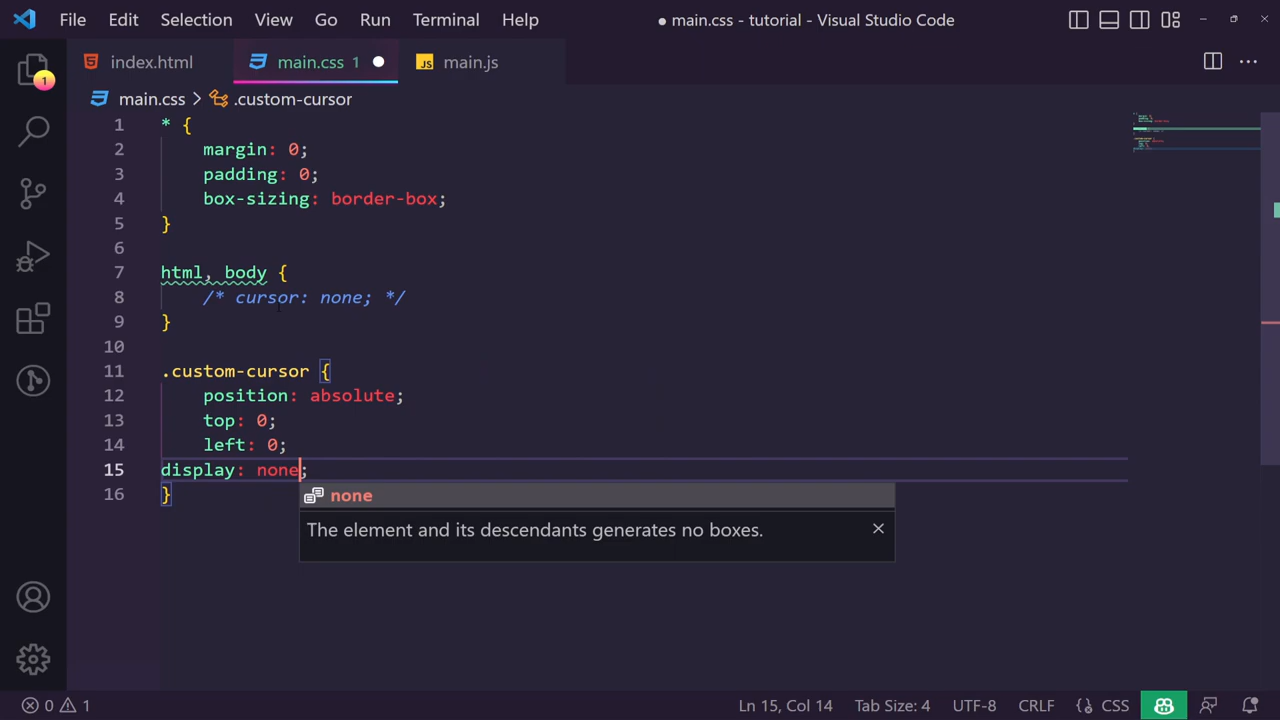 File Edit Selection View Go Run Terminal Help ● main.css - tutorial - Visual Studio Code
index.html main.css 1 JS main.js
1
main.css > .custom-cursor
1 * {
2 margin: 0;
3 padding: 0;
4 box-sizing: border-box;
5 }
6
7 html, body {
8 /* cursor: none; */
9 }
10
11 .custom-cursor {
12 position: absolute;
13 top: 0;
14 left: 0;
15 display: none;
16 }
none
The element and its descendants generates no boxes.
0 1 Ln 15, Col 14 Tab Size: 4 UTF-8 CRLF {} CSS